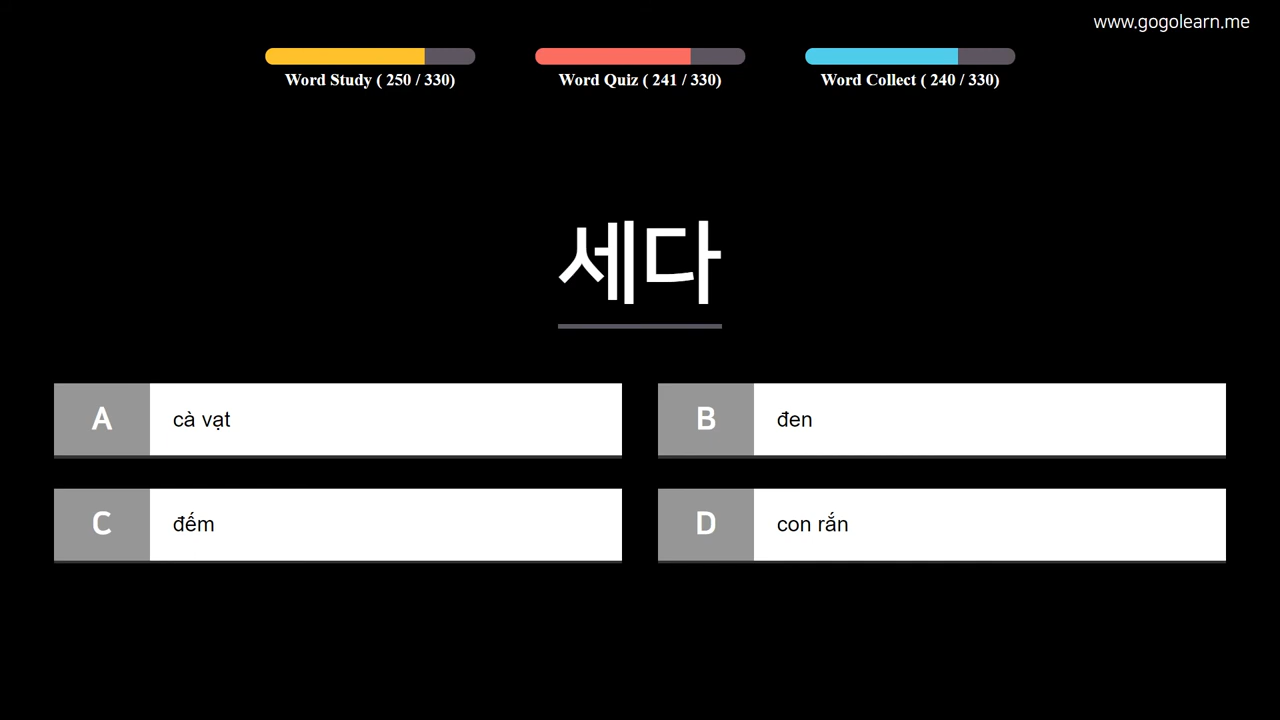 www.gogolearn.me
Word Study ( 250 / 330)
Word Quiz ( 241 / 330)
Word Collect ( 240 / 330)
세다
A cà vạt
B đen
C đếm
D con rắn